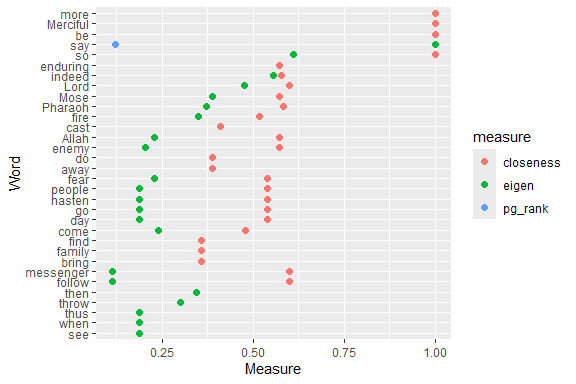 more
Merciful
be
say
so
enduring
indeed
Lord
Mose
Pharaoh
fire
cast
Allah
enemy
do
away
fear
people
hasten
go
day
come
find
family
bring
messenger
follow
then
throw
thus
when
see
Word
0.25 0.50 0.75 1.00
Measure
measure
closeness
eigen
pg_rank